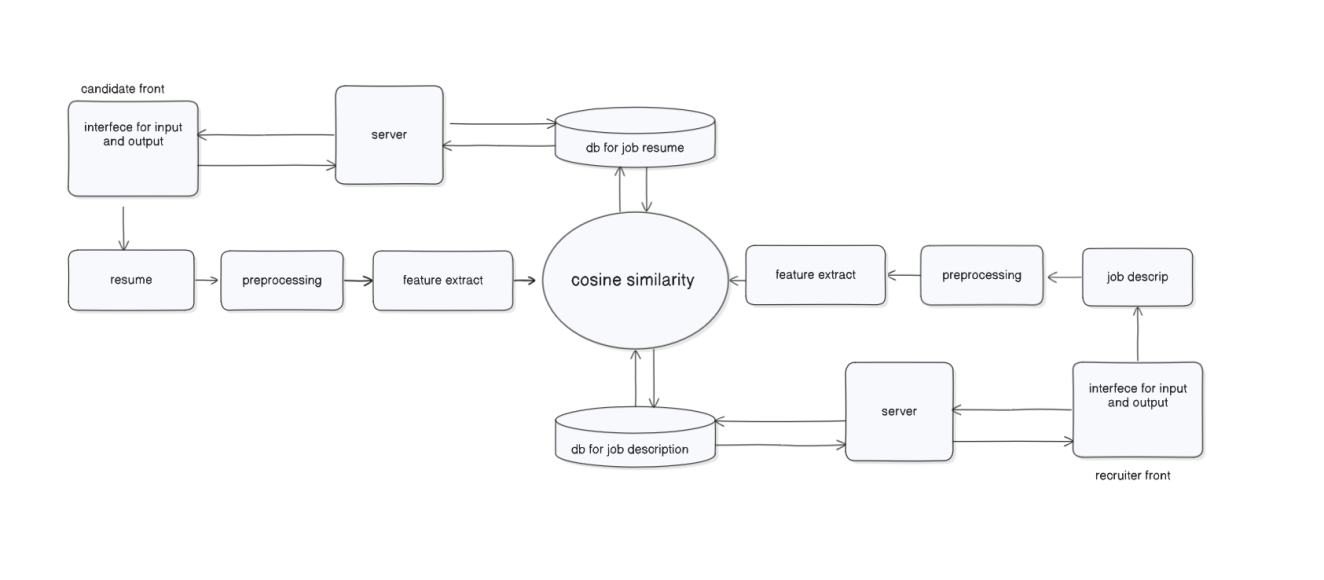 candidate front
interfece for input
and output
server
db for job resume
resume
preprocessing
feature extract
cosine similarity
feature extract
preprocessing
job descrip
interfece for input
and output
server
db for job description
recruiter front